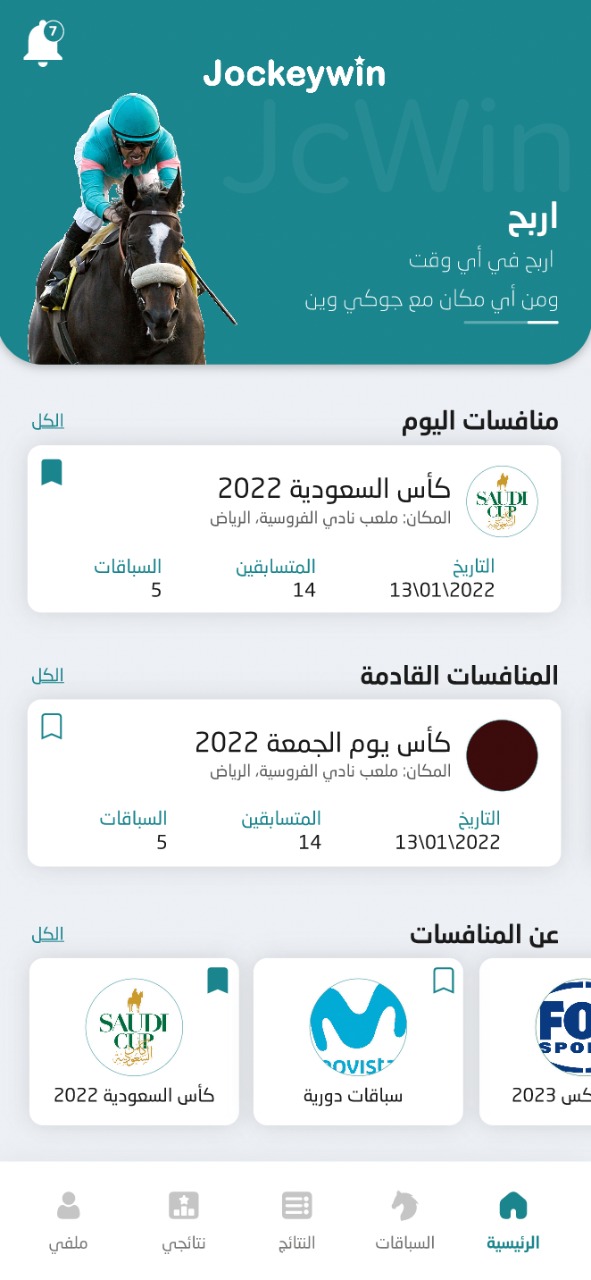 7
Jockeywin
JcWin
اربح
اربح في أي وقت
ومن أي مكان مع جوكي وين
منافسات اليوم
الكل
كأس السعودية 2022
SAUDI
CUP
المكان: ملعب نادي الفروسية، الرياض
التاريخ المتسابقين السباقات
13\01\2022 14 5
المنافسات القادمة
الكل
كأس يوم الجمعة 2022
المكان: ملعب نادي الفروسية، الرياض
التاريخ المتسابقين السباقات
13\01\2022 14 5
عن المنافسات
الكل
FO
SPO
كس 2023
movist
سباقات دورية
SAUDI
CUP
كأس السعودية 2022
الرئيسية
السباقات
النتائج
نتائجي
ملفي